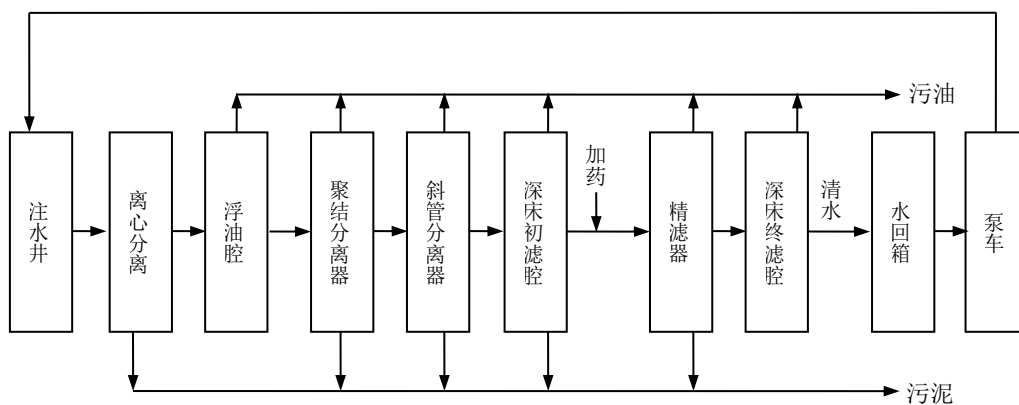 污油
注水井
离心分离
浮油腔
聚结分离器
斜管分离器
深床初滤腔
加药
精滤器
深床终滤腔
清水
水回箱
泵车
污泥